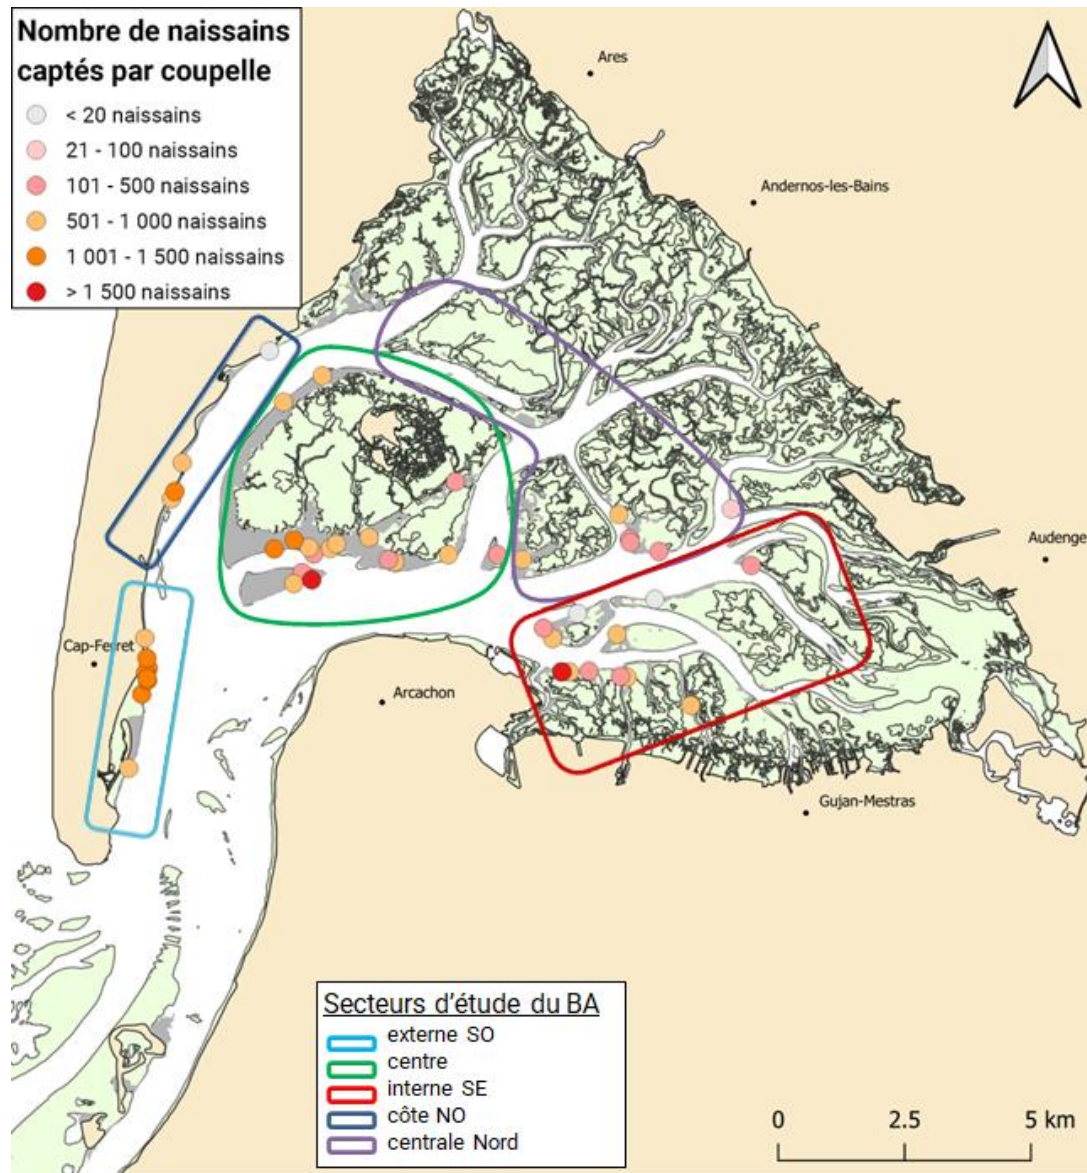 Nombre de naissains
captés par coupelle
< 20 naissains
21 - 100 naissains
101 - 500 naissains
501 - 1 000 naissains
1 001 - 1 500 naissains
> 1 500 naissains
Ares
Andernos-les-Bains
Audenge
Cap-Ferret
Arcachon
Gujan-Mestras
Secteurs d'étude du BA
externe SO
centre
interne SE
côte NO
centrale Nord
0 2.5 5 km